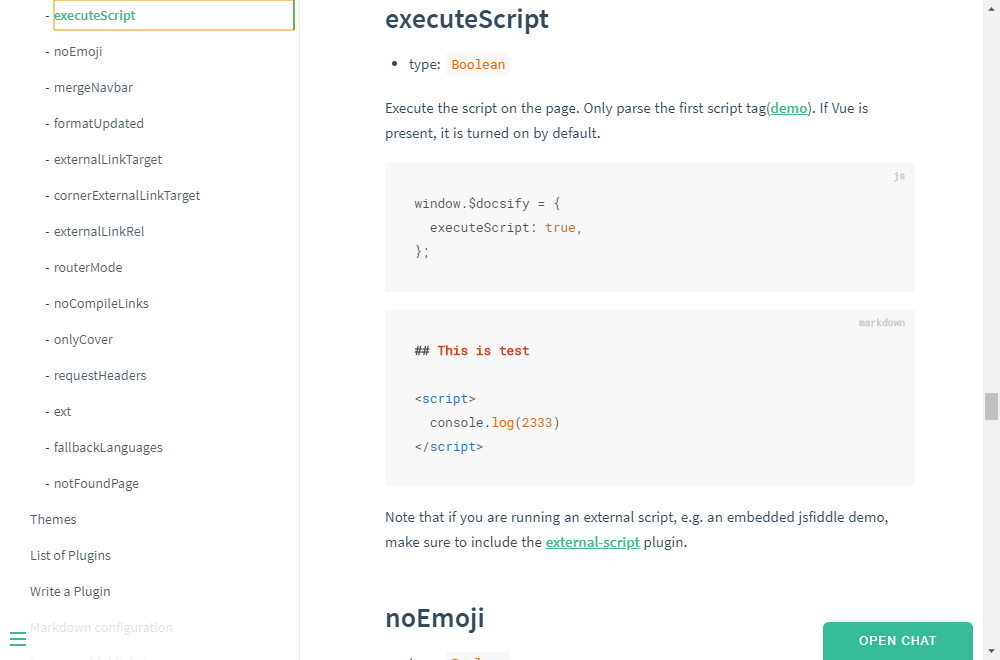 - executeScript
- noEmoji
- mergeNavbar
- formatUpdated
- externalLinkTarget
- cornerExternalLinkTarget
- externalLinkRel
- routerMode
- noCompileLinks
- onlyCover
- requestHeaders
- ext
- fallbackLanguages
- notFoundPage
Themes
List of Plugins
Write a Plugin
Markdown configuration
executeScript
• type: Boolean
Execute the script on the page. Only parse the first script tag(demo). If Vue is
present, it is turned on by default.
js
window.$docsify = {
  executeScript: true,
};
markdown
## This is test
<script>
  console.log(2333)
</script>
Note that if you are running an external script, e.g. an embedded jsfiddle demo,
make sure to include the external-script plugin.
noEmoji
OPEN CHAT